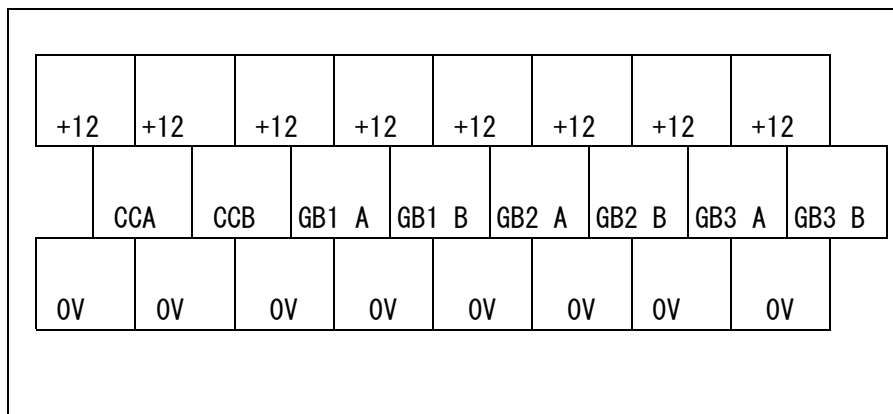 +12 +12 +12 +12 +12 +12 +12 +12
CCA CCB GB1 A GB1 B GB2 A GB2 B GB3 A GB3 B
0V 0V 0V 0V 0V 0V 0V 0V